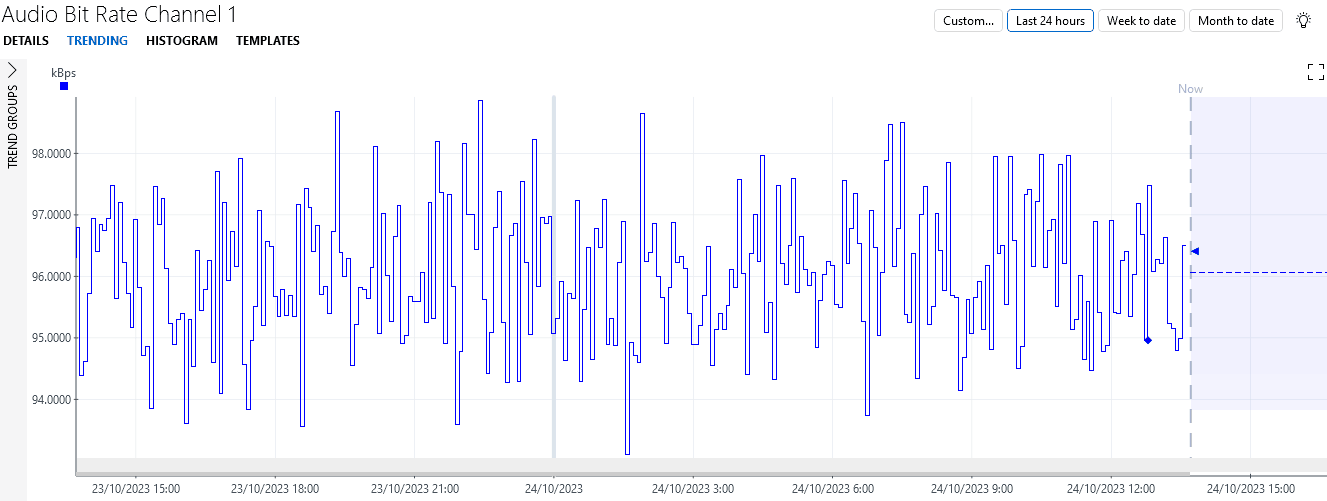 Audio Bit Rate Channel 1
Custom... Last 24 hours Week to date Month to date
DETAILS TRENDING HISTOGRAM TEMPLATES
TREND GROUPS
kBps
Now
98.0000
97.0000
96.0000
95.0000
94.0000
23/10/2023 15:00 23/10/2023 18:00 23/10/2023 21:00 24/10/2023 24/10/2023 3:00 24/10/2023 6:00 24/10/2023 9:00 24/10/2023 12:00 24/10/2023 15:00